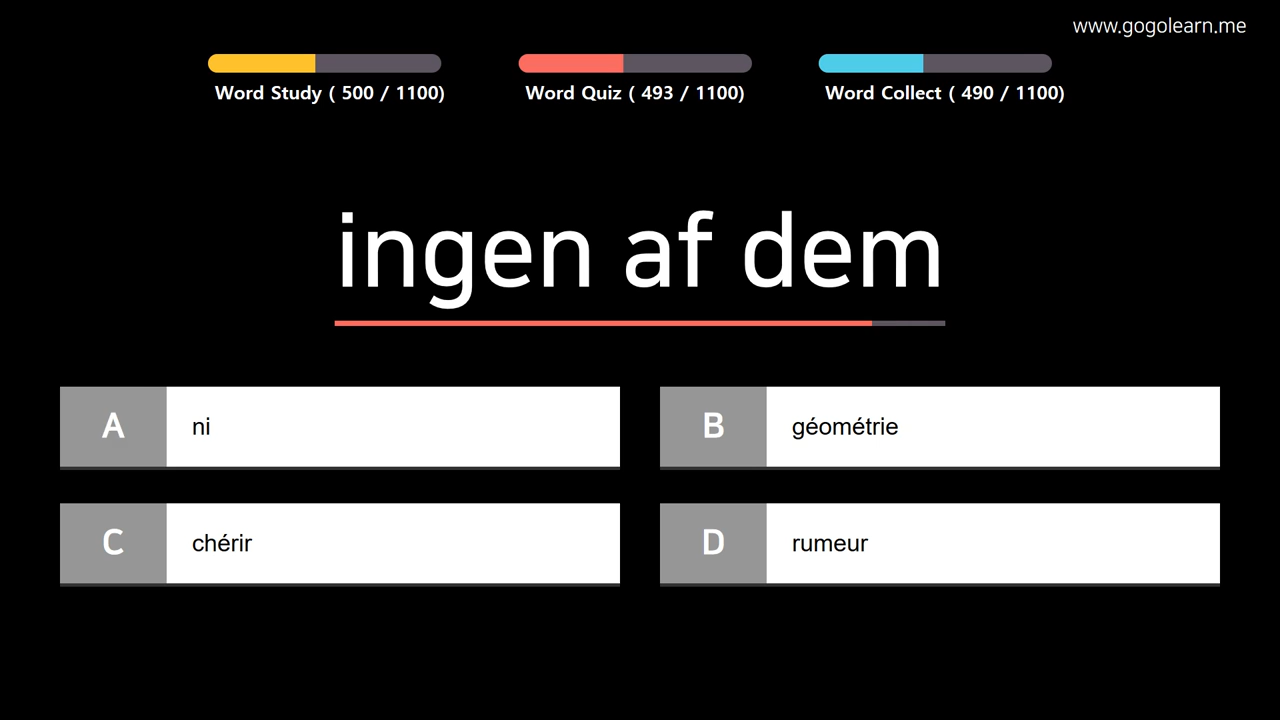 www.gogolearn.me
Word Study ( 500 / 1100)
Word Quiz ( 493 / 1100)
Word Collect ( 490 / 1100)
ingen af dem
A
ni
B
géométrie
C
chérir
D
rumeur